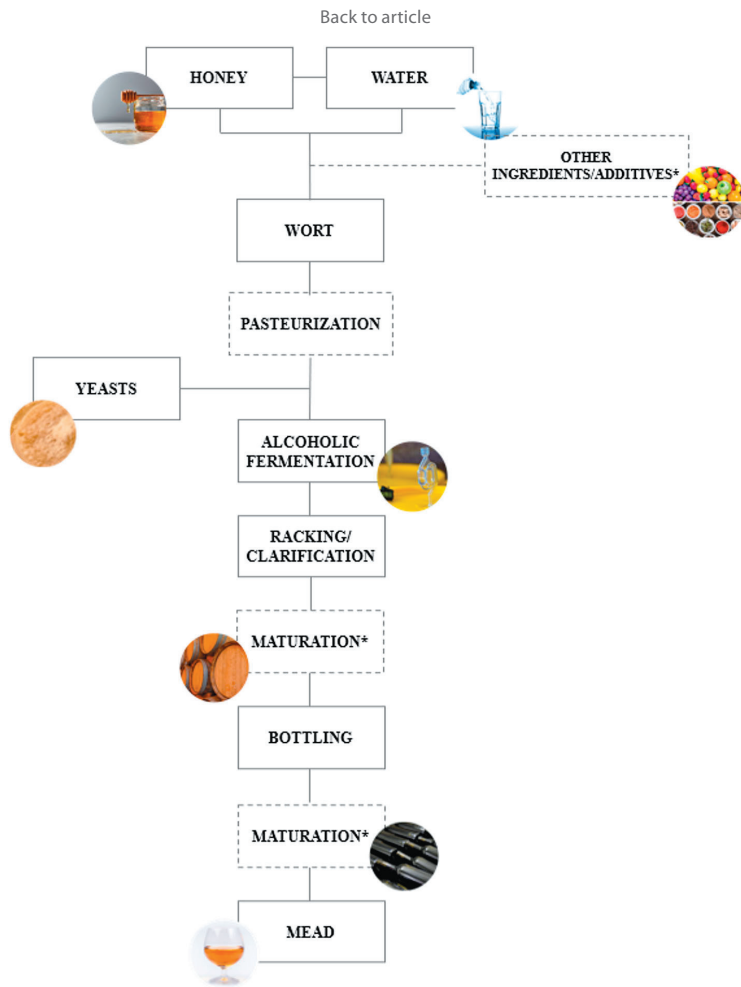 Back to article
HONEY
WATER
OTHER
INGREDIENTS/ADDITIVES*
WORT
PASTEURIZATION
YEASTS
ALCOHOLIC
FERMENTATION
RACKING/
CLARIFICATION
MATURATION*
BOTTLING
MATURATION*
MEAD